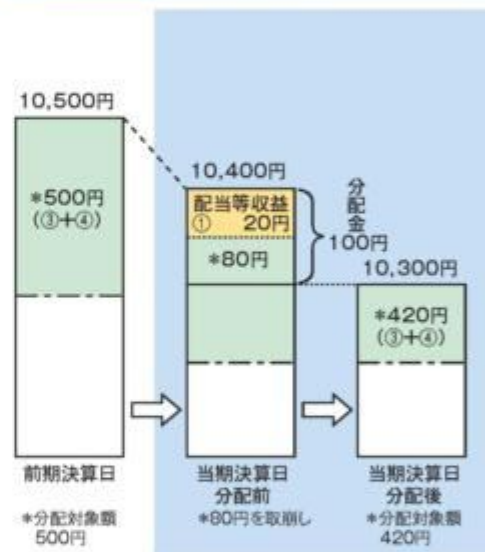 10,500円
*500円
(③+④)
前期決算日
*分配対象額
500円
10,400円
配当等収益
① 20円
*80円
分配金
100円
当期決算日
分配前
*80円を取崩し
10,300円
*420円
(③+④)
当期決算日
分配後
*分配対象額
420円